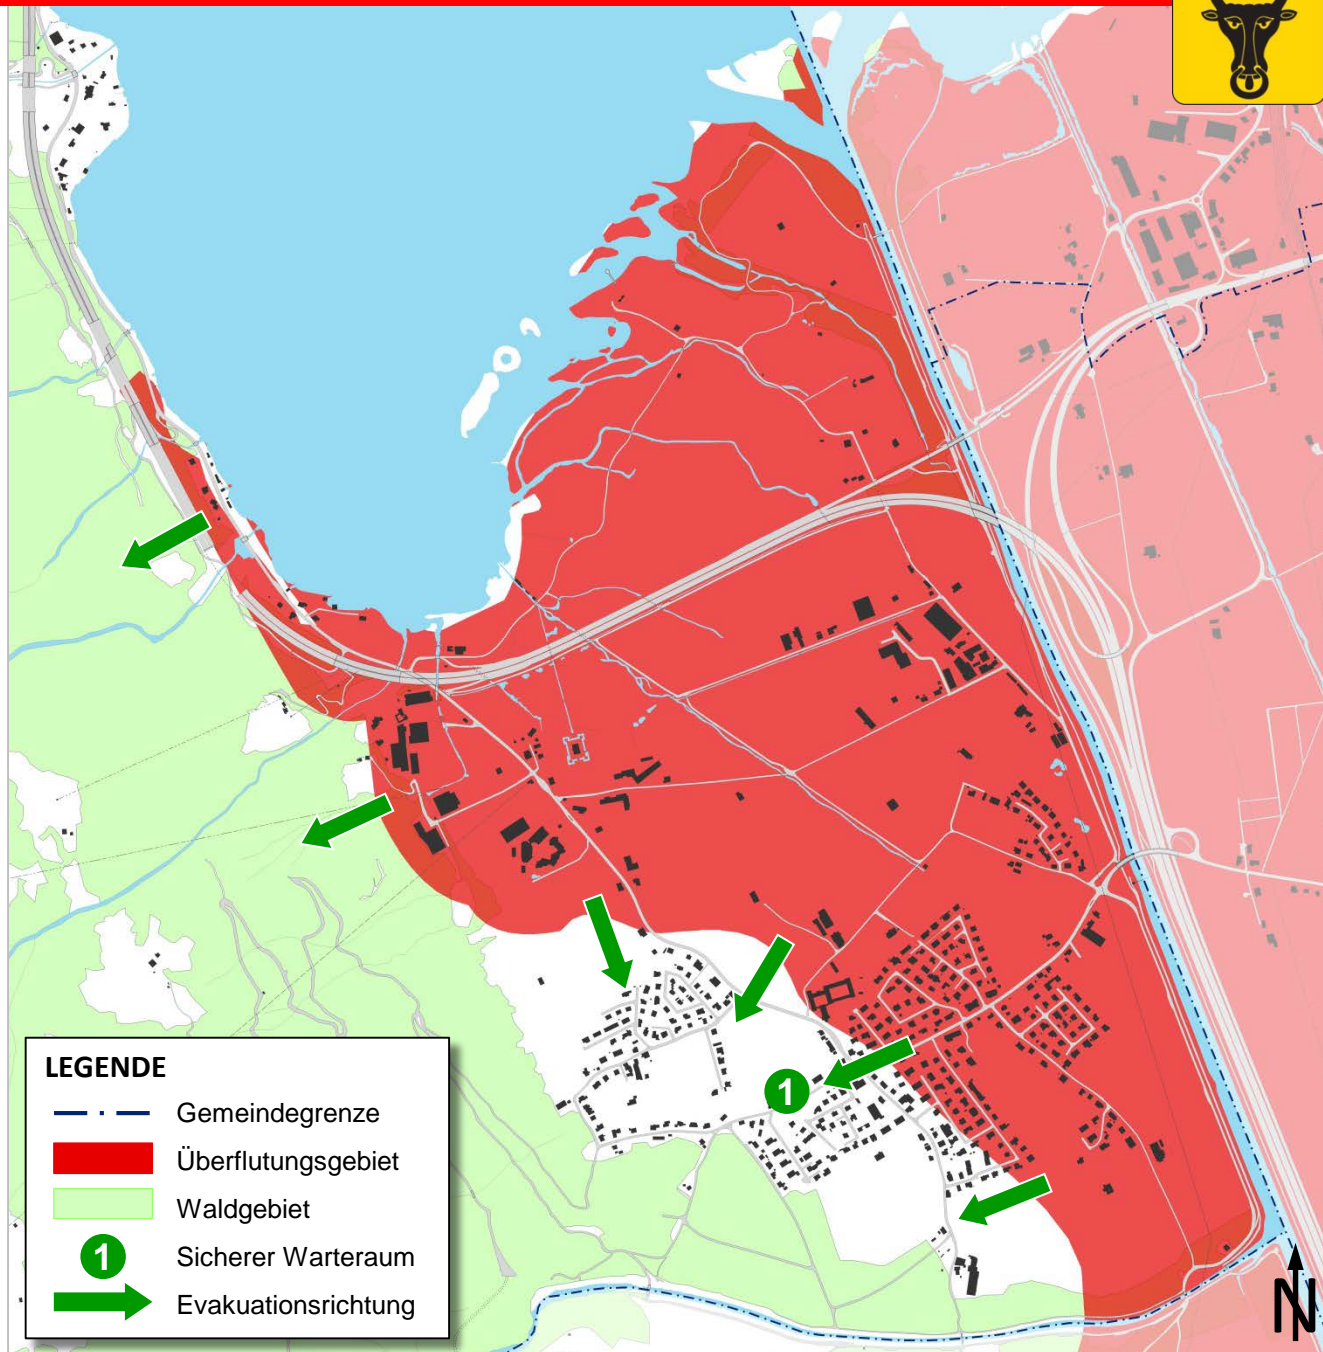 LEGENDE
Gemeindegrenze
Überflutungsgebiet
Waldgebiet
1 Sicherer Warteraum
Evakuationsrichtung
1
N